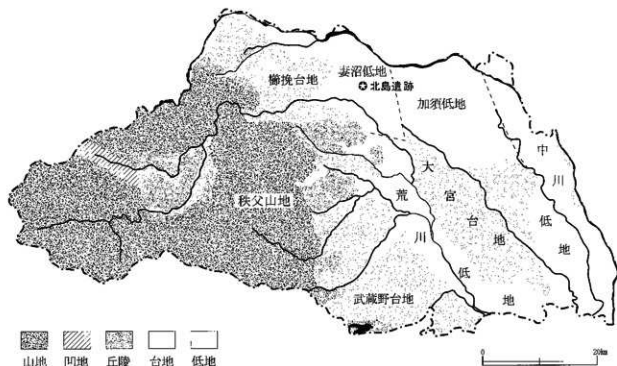 櫛挽台地
妻沼低地
北島遺跡
加須低地
中川低地
大宮台地
荒川低地
秩父山地
武蔵野台地
山地 凹地 丘陵 台地 低地
0 20km